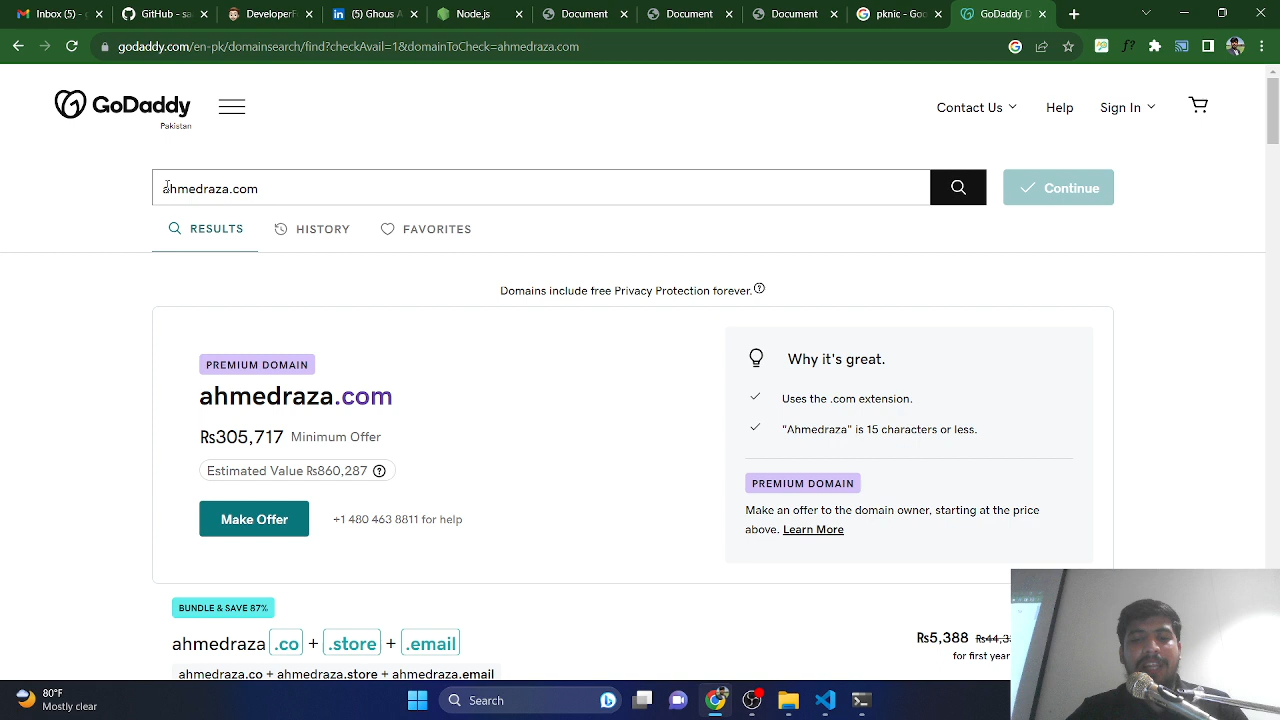 Inbox (5) - g
GitHub - sa
DeveloperF
(5) Ghous A
Node.js
Document
Document
Document
pknic - Goo
GoDaddy D
godaddy.com/en-pk/domainsearch/find?checkAvail=1&domainToCheck=ahmedraza.com
GoDaddy
Pakistan
Contact Us
Help
Sign In
ahmedraza.com
Continue
RESULTS
HISTORY
FAVORITES
Domains include free Privacy Protection forever.
PREMIUM DOMAIN
ahmedraza.com
₨305,717 Minimum Offer
Estimated Value ₨860,287
Make Offer
+1 480 463 8811 for help
Why it's great.
Uses the .com extension.
"Ahmedraza" is 15 characters or less.
PREMIUM DOMAIN
Make an offer to the domain owner, starting at the price
above. Learn More
BUNDLE & SAVE 87%
ahmedraza .co + .store + .email
₨5,388
for first year
ahmedraza.co + ahmedraza.store + ahmedraza.email
80°F
Mostly clear
Search